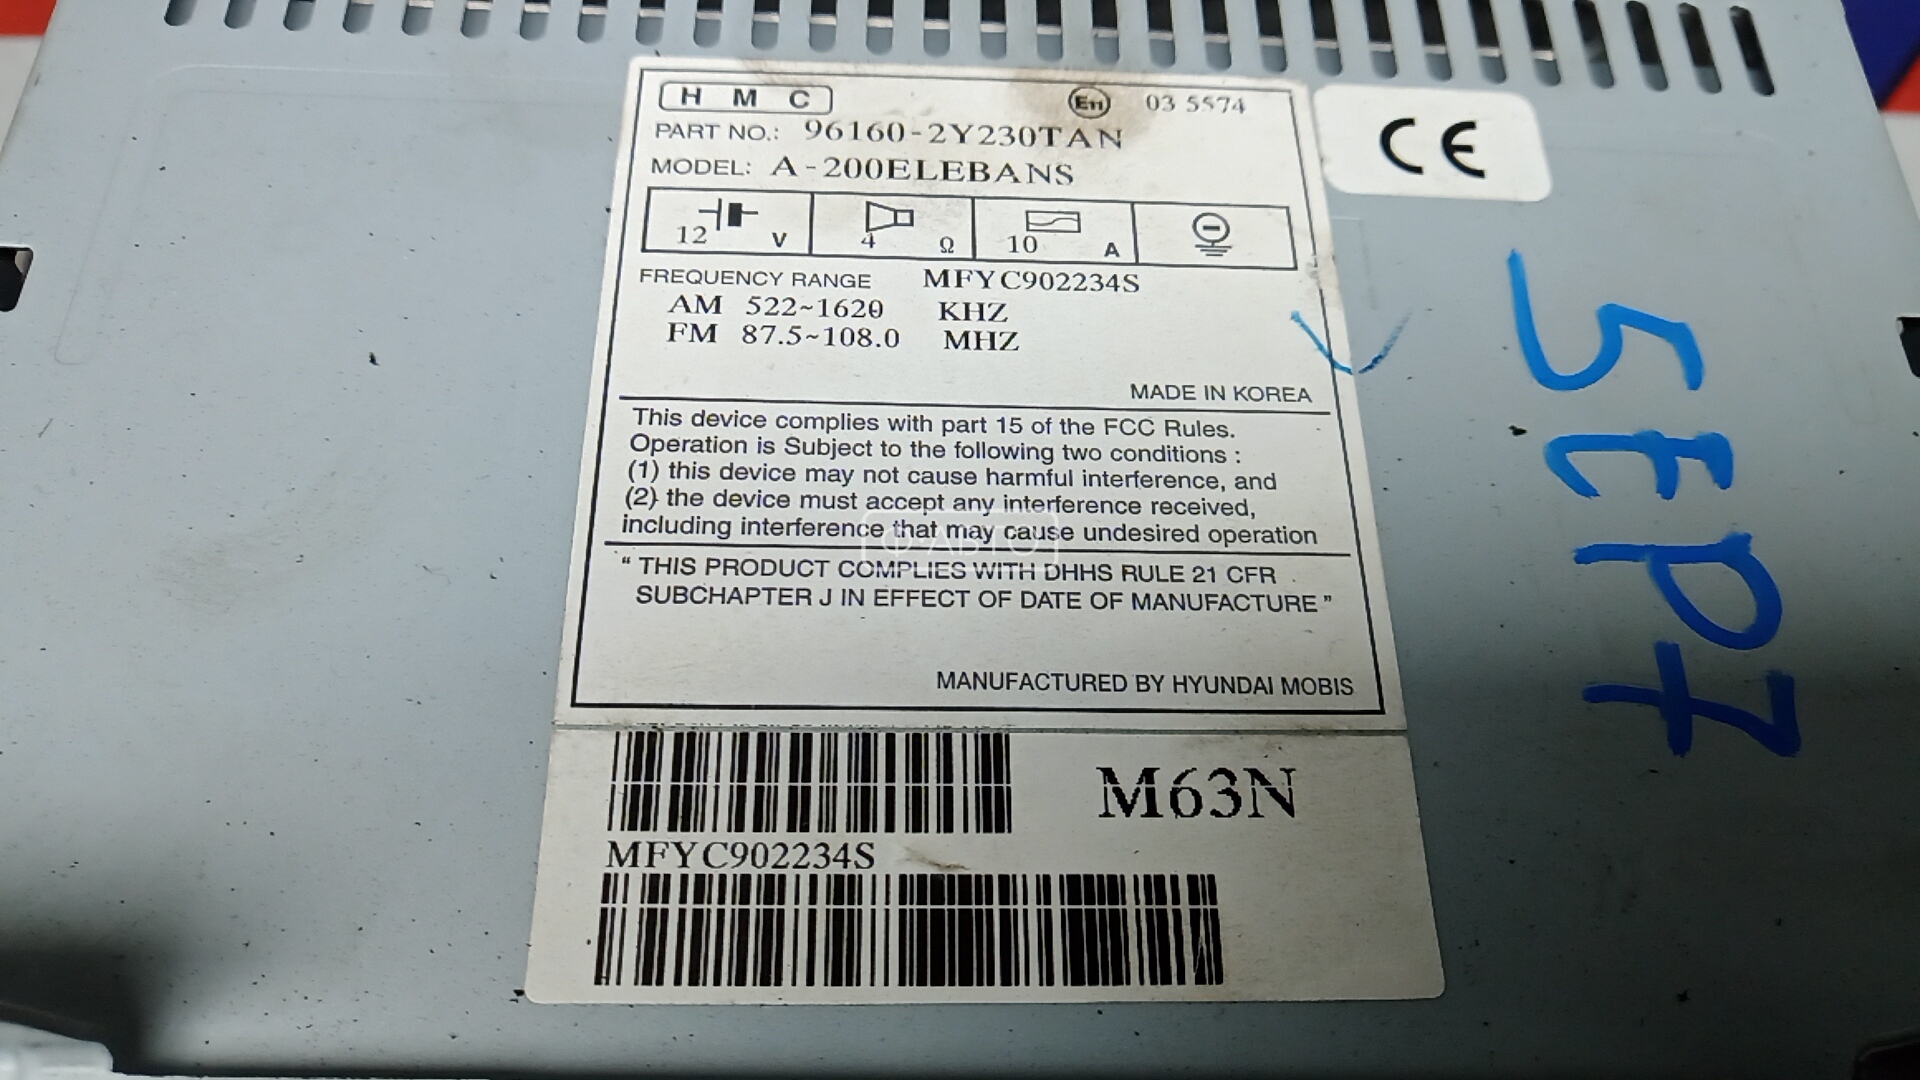 HMC E11 03 5574
CE
PART NO.: 96160-2Y230TAN
MODEL: A-200ELEBANS
12 V 4 Ω 10 A
FREQUENCY RANGE MFYC902234S
AM 522~1620 KHZ
FM 87.5~108.0 MHZ
MADE IN KOREA
This device complies with part 15 of the FCC Rules.
Operation is Subject to the following two conditions :
(1) this device may not cause harmful interference, and
(2) the device must accept any interference received,
including interference that may cause undesired operation
“ THIS PRODUCT COMPLIES WITH DHHS RULE 21 CFR
SUBCHAPTER J IN EFFECT OF DATE OF MANUFACTURE ”
MANUFACTURED BY HYUNDAI MOBIS
M63N
MFYC902234S
Ф-АВТО